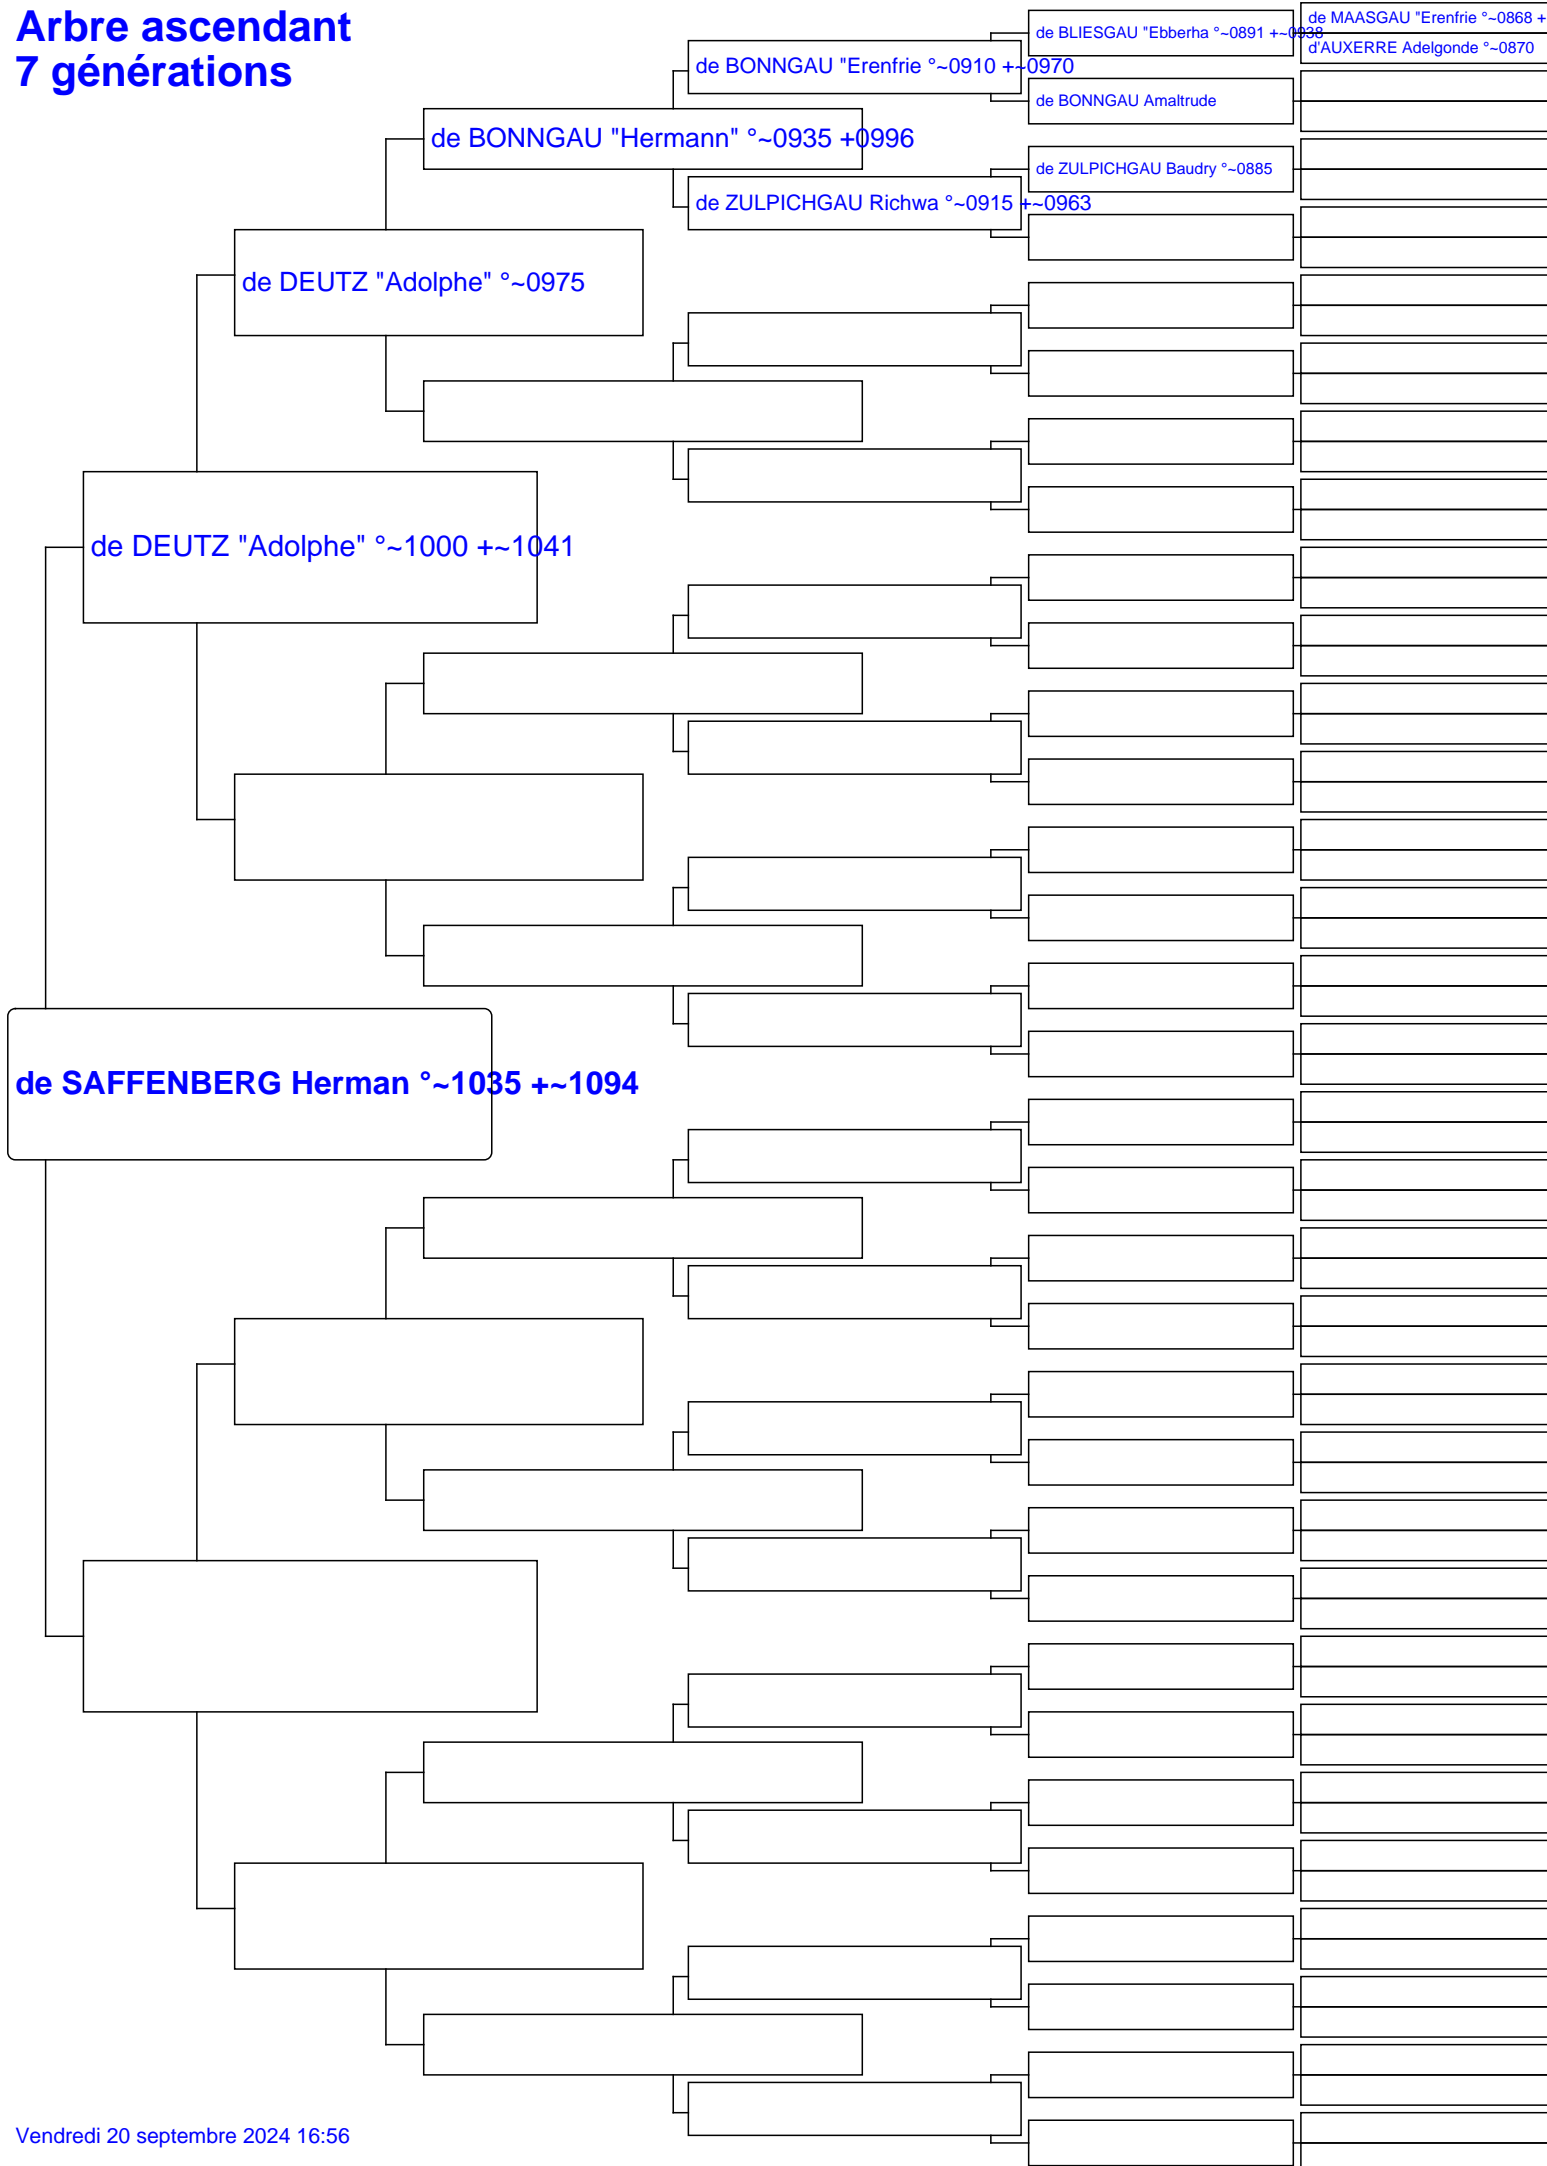 Arbre ascendant
7 générations
de MAASGAU "Erenfrie °~0868 +
de BLIESGAU "Ebberha °~0891 +~0938
d'AUXERRE Adelgonde °~0870
de BONNGAU "Erenfrie °~0910 +~0970
de BONNGAU Amaltrude
de BONNGAU "Hermann" °~0935 +0996
de ZULPICHGAU Baudry °~0885
de ZULPICHGAU Richwa °~0915 +~0963
de DEUTZ "Adolphe" °~0975
de DEUTZ "Adolphe" °~1000 +~1041
de SAFFENBERG Herman °~1035 +~1094
Vendredi 20 septembre 2024 16:56